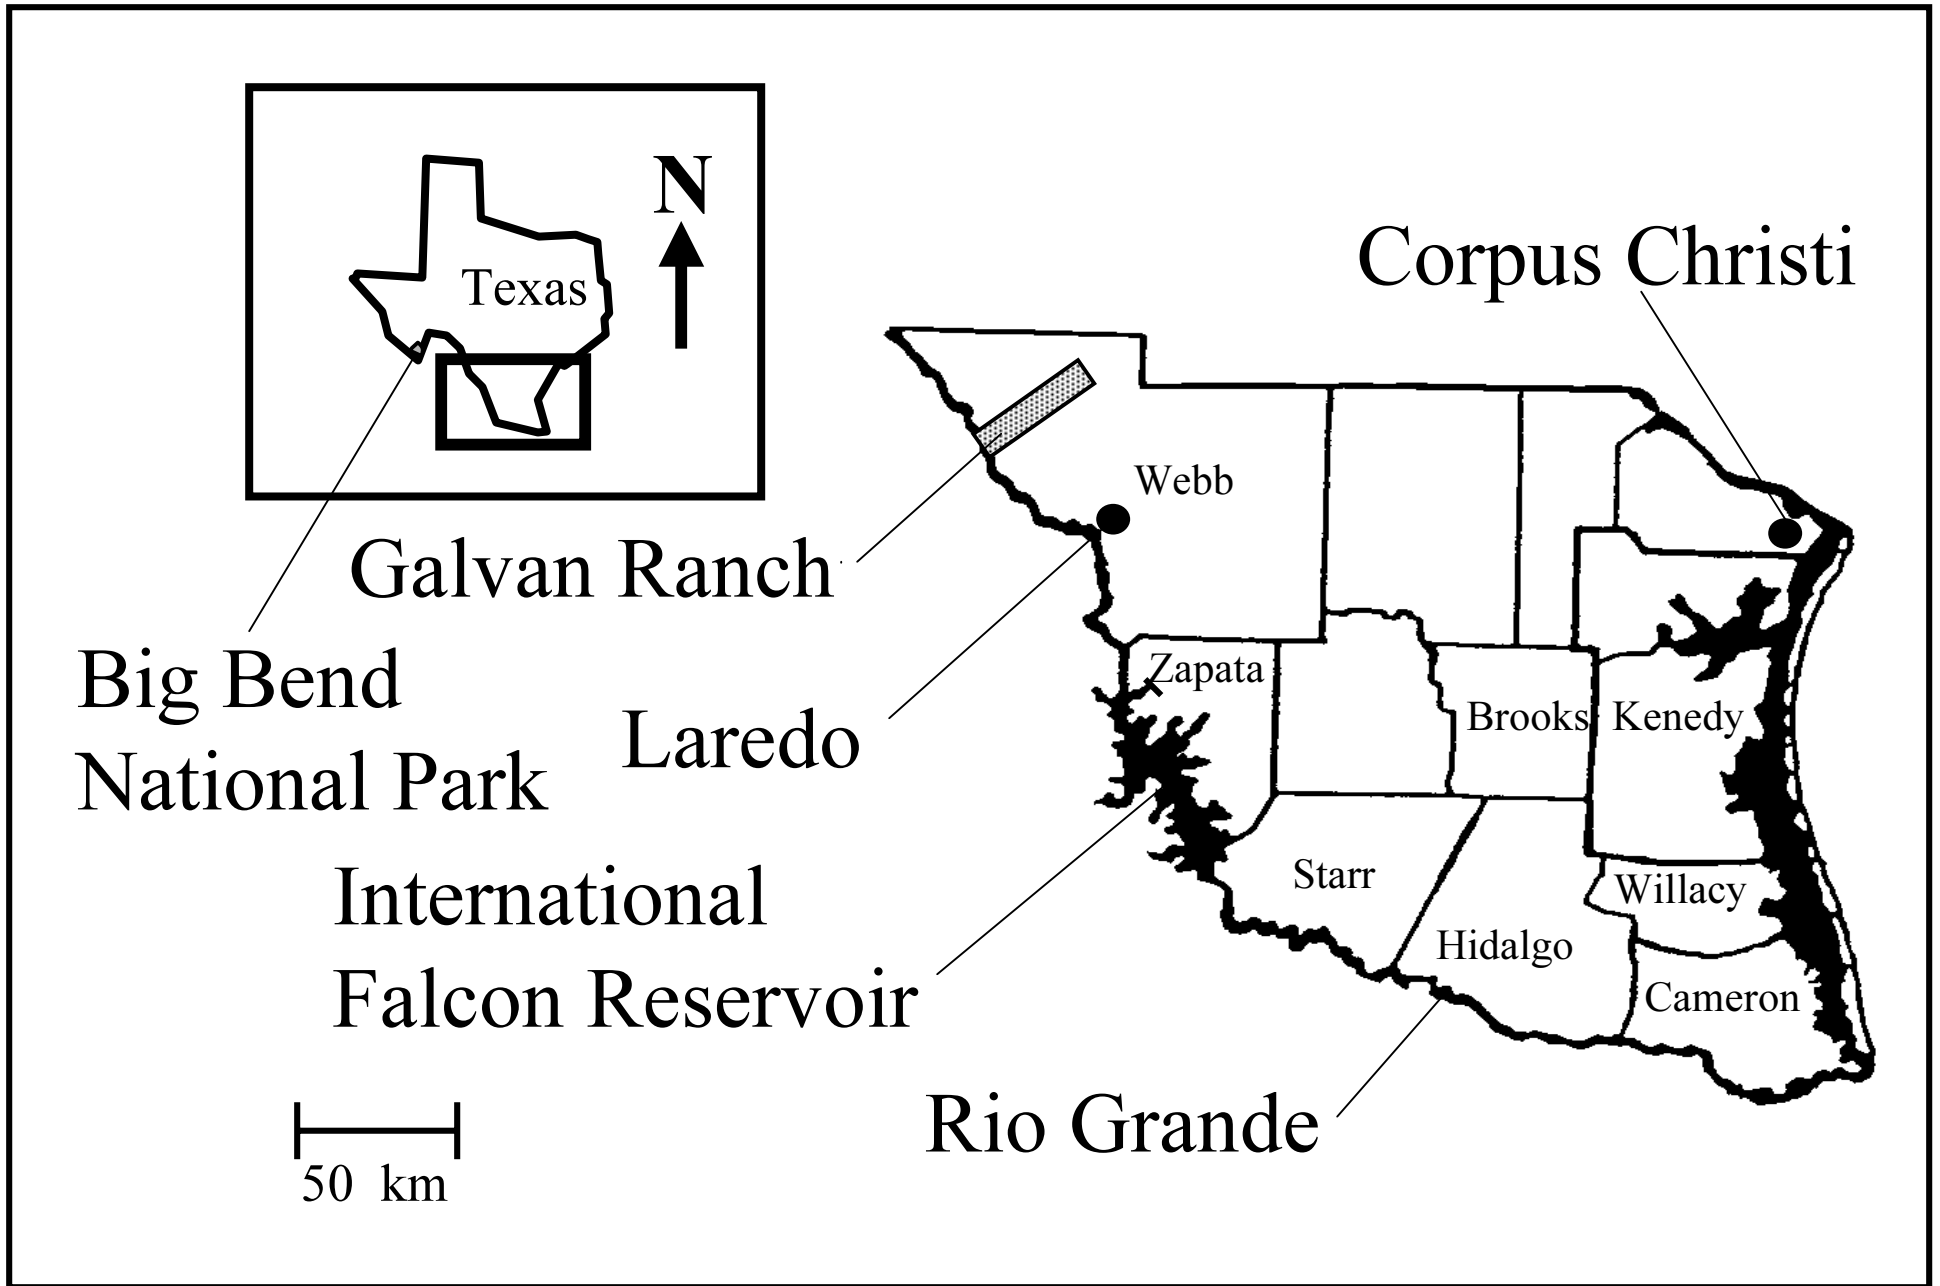 N
Texas
Corpus Christi
Webb
Galvan Ranch
Big Bend
National Park
Laredo
Zapata
Brooks
Kenedy
International
Falcon Reservoir
Starr
Willacy
Hidalgo
Cameron
Rio Grande
50 km